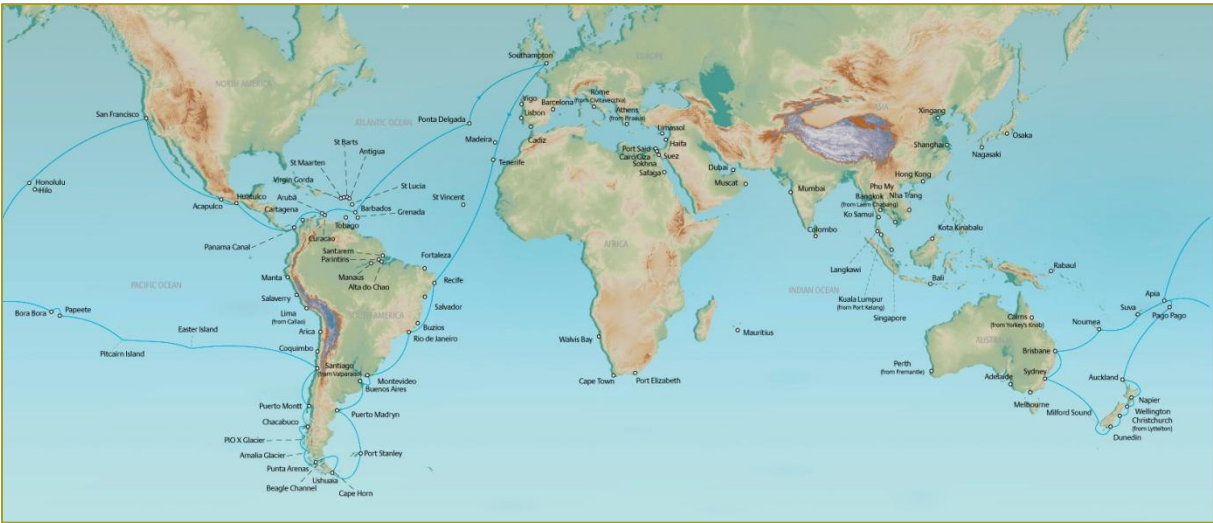 Southampton
EUROPE
NORTH AMERICA
ASIA
Vigo
Barcelona
Rome
(from Civitavecchia)
Athens
(from Piraeus)
Lisbon
Cadiz
San Francisco
ATLANTIC OCEAN
Ponta Delgada
Madeira
Tenerife
Limassol
Haifa
Port Said
Cairo/Giza
Suez
Sokhna
Safaga
Dubai
Muscat
Xingang
Shanghai
Osaka
Nagasaki
Hong Kong
Mumbai
Phu My
Bangkok
(from Laem Chabang)
Nha Trang
Ko Samui
Colombo
Kota Kinabalu
Langkawi
Kuala Lumpur
(from Port Kelang)
Singapore
Bali
Rabaul
St Barts
Antigua
St Maarten
Virgin Gorda
St Lucia
Aruba
Barbados
St Vincent
Cartagena
Grenada
Tobago
Curacao
Honolulu
Hilo
Acapulco
Huatulco
Panama Canal
Santarem
Parintins
Manaus
Alta do Chao
Fortaleza
Recife
Salvador
Manta
Salaverry
Lima
(from Callao)
SOUTH AMERICA
Buzios
Rio de Janeiro
Arica
Coquimbo
Santiago
(from Valparaiso)
Montevideo
Buenos Aires
PACIFIC OCEAN
Bora Bora
Papeete
Pitcairn Island
Easter Island
Puerto Montt
Puerto Madryn
Chacabuco
PIO X Glacier
Amalia Glacier
Port Stanley
Punta Arenas
Ushuaia
Beagle Channel
Cape Horn
AFRICA
INDIAN OCEAN
Mauritius
Walvis Bay
Cape Town
Port Elizabeth
AUSTRALIA
Cairns
(from Yorkey's Knob)
Brisbane
Perth
(from Fremantle)
Adelaide
Sydney
Melbourne
Milford Sound
Noumea
Suva
Apia
Pago Pago
Auckland
Napier
Wellington
Christchurch
(from Lyttelton)
Dunedin